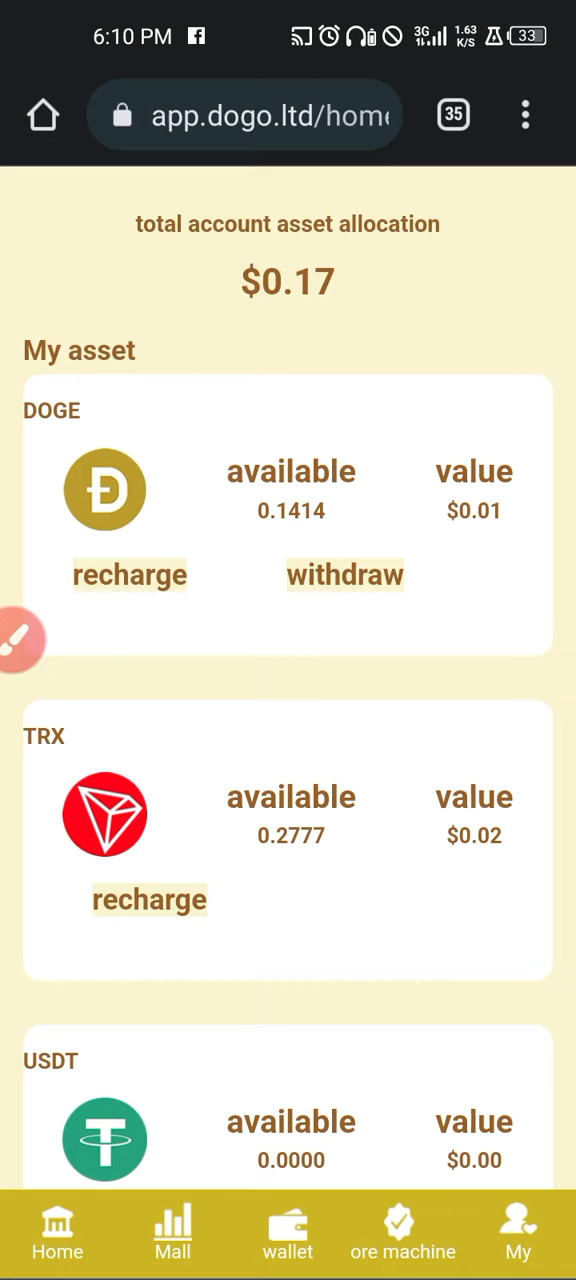 6:10 PM 3G 1.63 K/S 33
app.dogo.ltd/home 35
total account asset allocation
$0.17
My asset
DOGE
available value
0.1414 $0.01
recharge withdraw
TRX
available value
0.2777 $0.02
recharge
USDT
available value
0.0000 $0.00
Home Mall wallet ore machine My